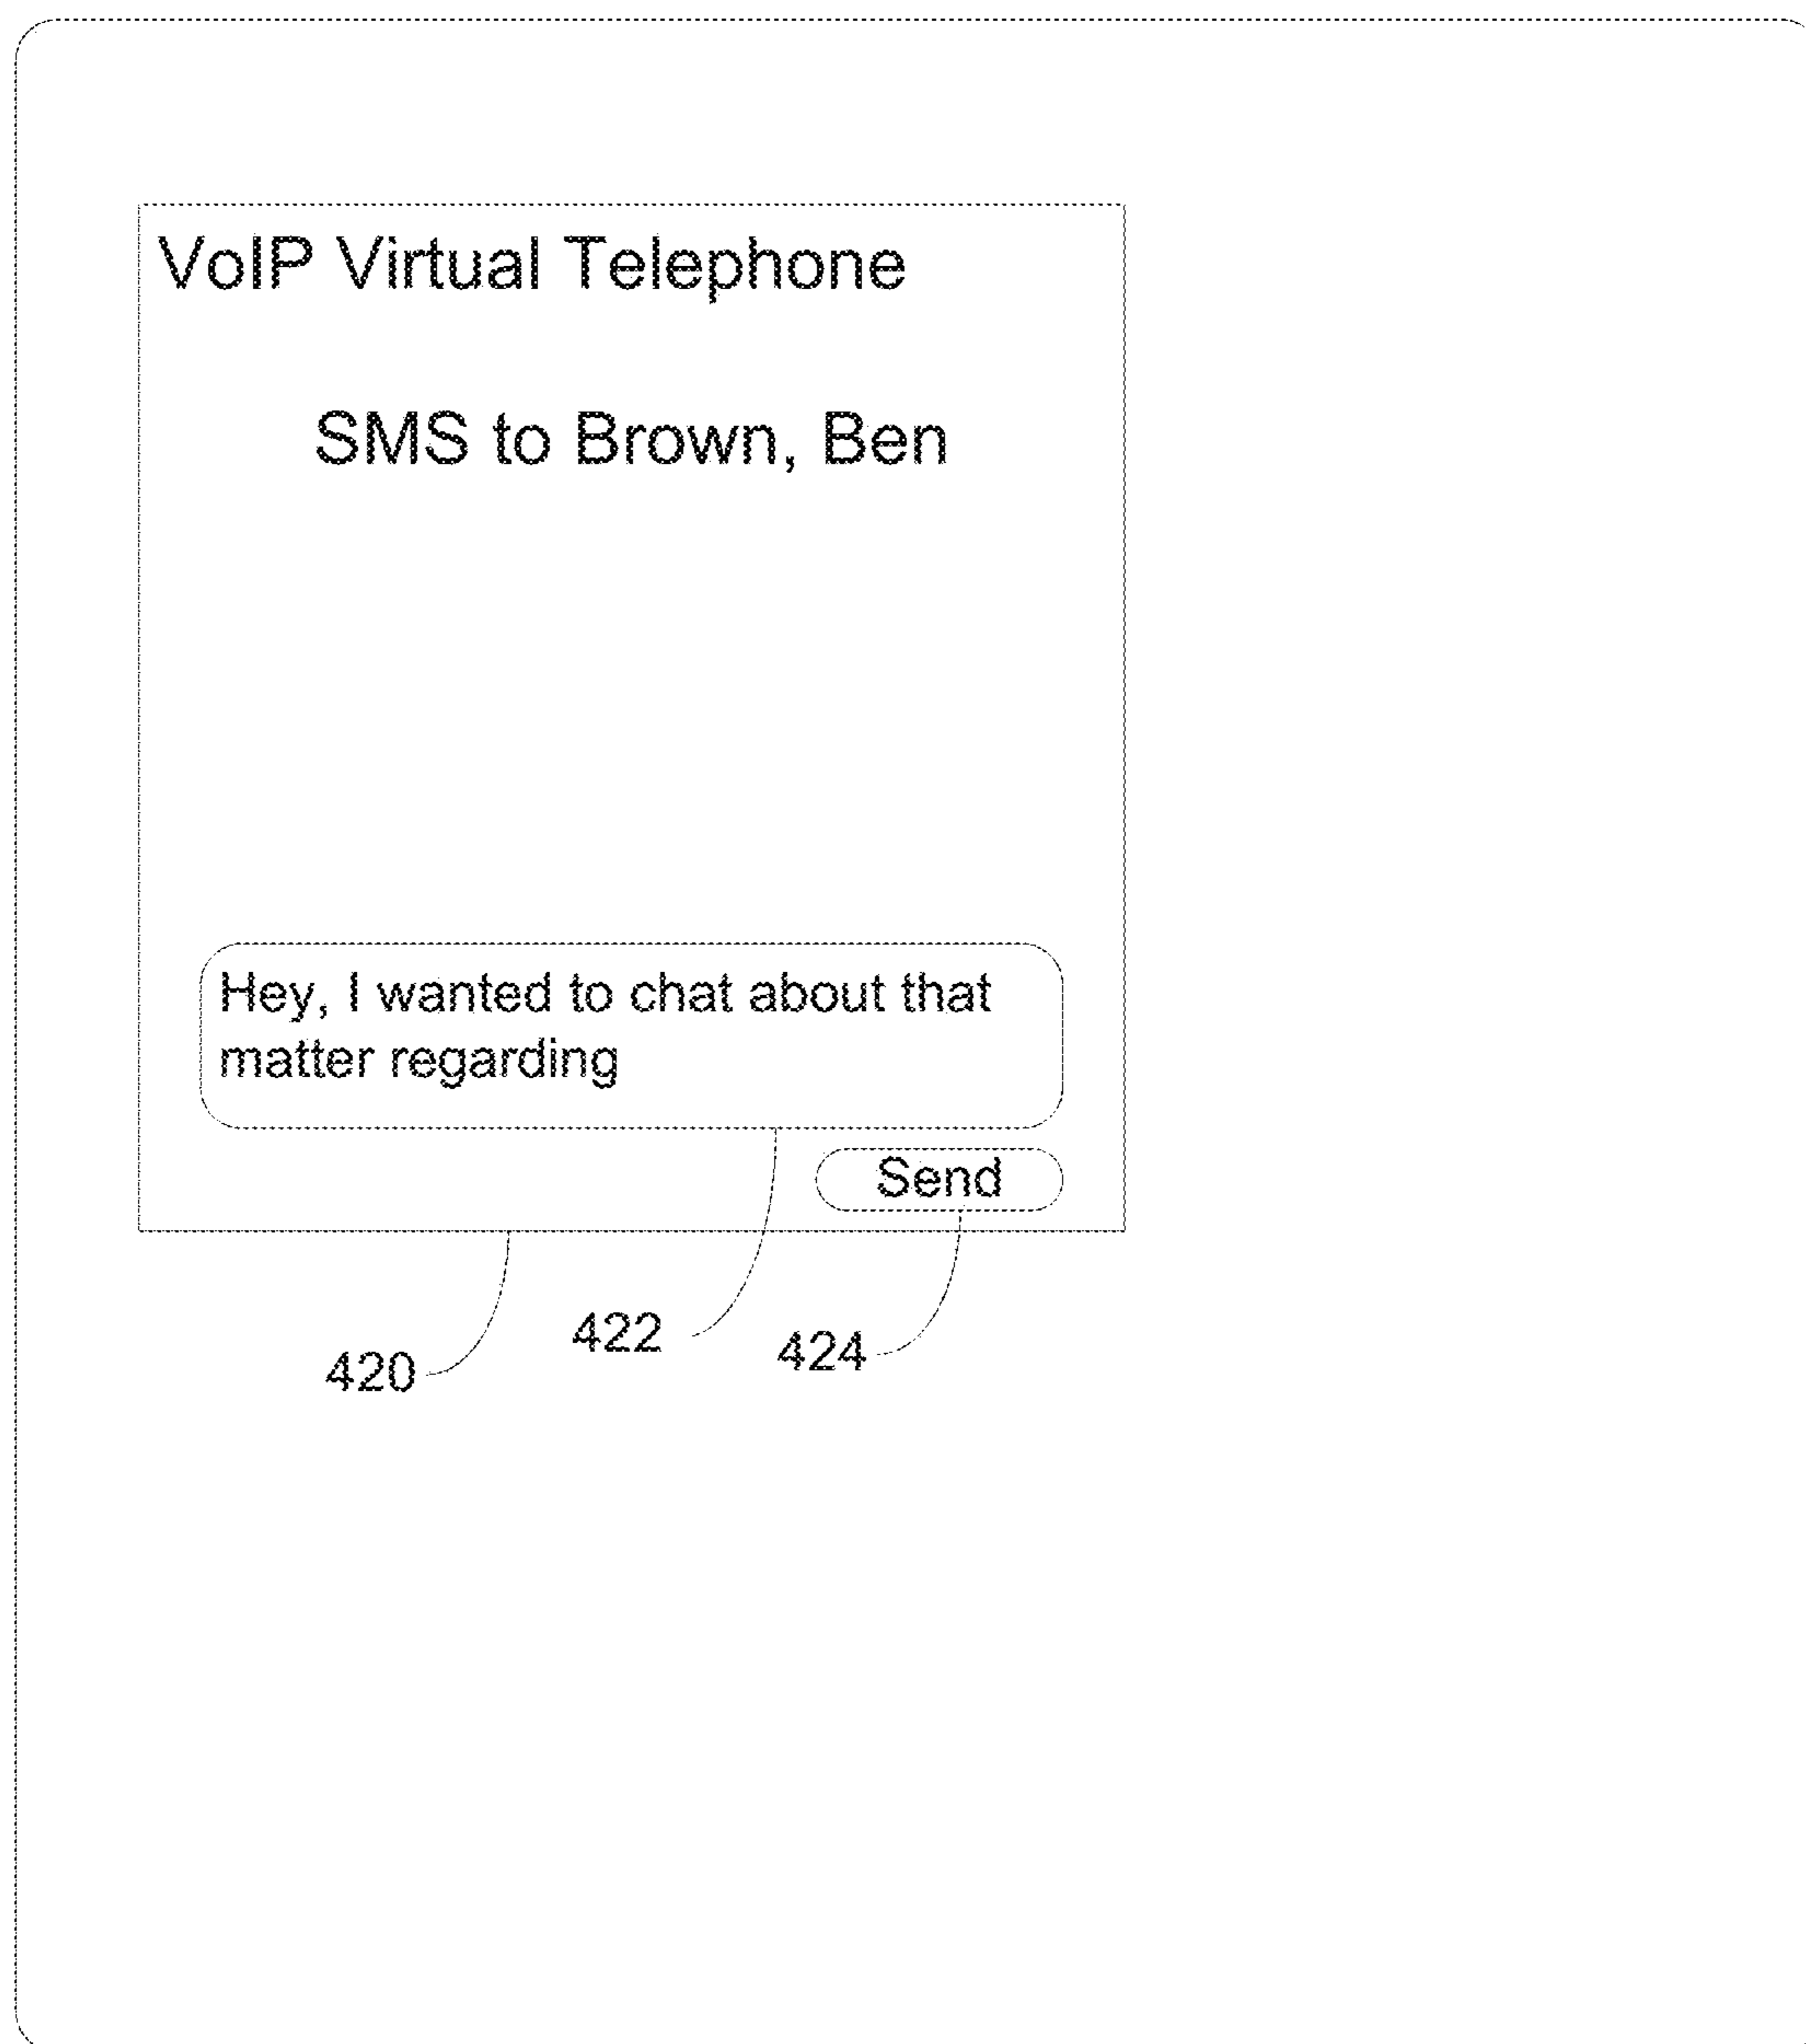 VoIP Virtual Telephone
SMS to Brown, Ben
Hey, I wanted to chat about that
matter regarding
Send
422
424
420